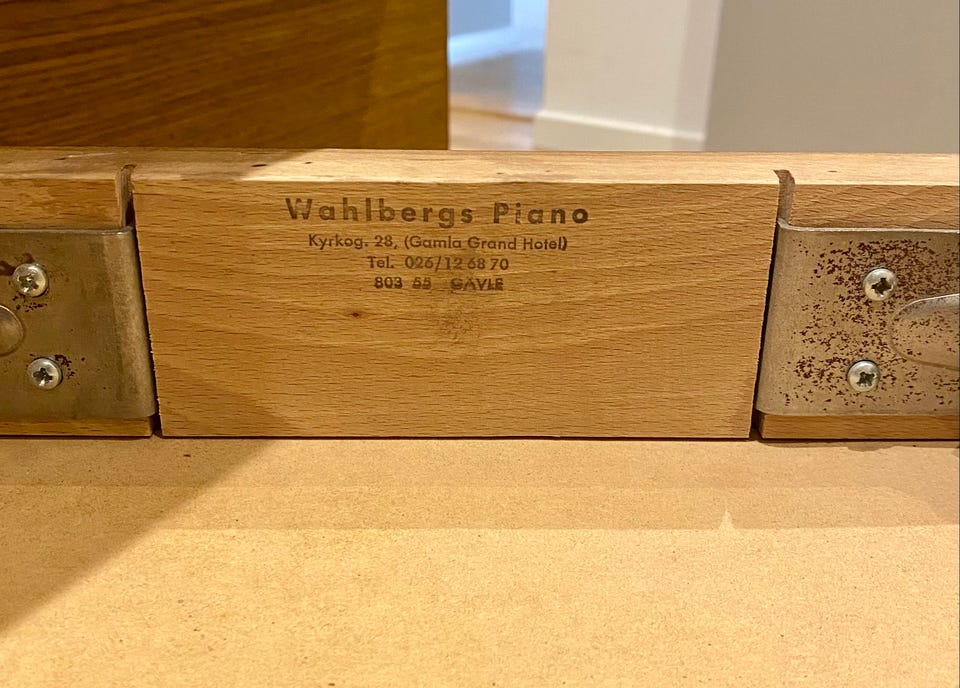 Wahlbergs Piano
Kyrkog. 28, (Gamla Grand Hotel)
Tel. 026/12 68 70
803 55 GÄVLE